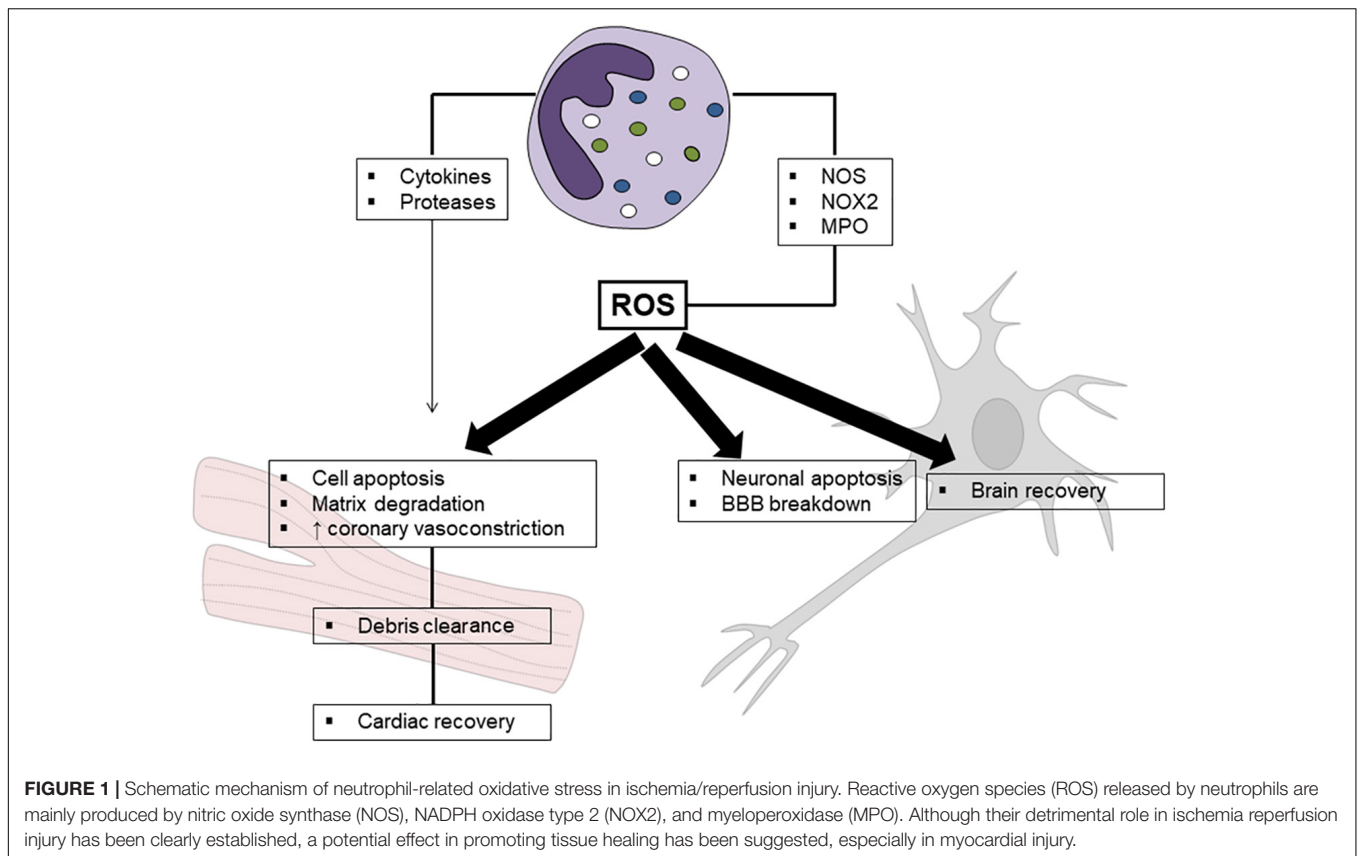 ▪ Cytokines
▪ Proteases
▪ NOS
▪ NOX2
▪ MPO
ROS
▪ Cell apoptosis
▪ Matrix degradation
▪ ↑ coronary vasoconstriction
▪ Neuronal apoptosis
▪ BBB breakdown
▪ Brain recovery
▪ Debris clearance
▪ Cardiac recovery
FIGURE 1 | Schematic mechanism of neutrophil-related oxidative stress in ischemia/reperfusion injury. Reactive oxygen species (ROS) released by neutrophils are
mainly produced by nitric oxide synthase (NOS), NADPH oxidase type 2 (NOX2), and myeloperoxidase (MPO). Although their detrimental role in ischemia reperfusion
injury has been clearly established, a potential effect in promoting tissue healing has been suggested, especially in myocardial injury.